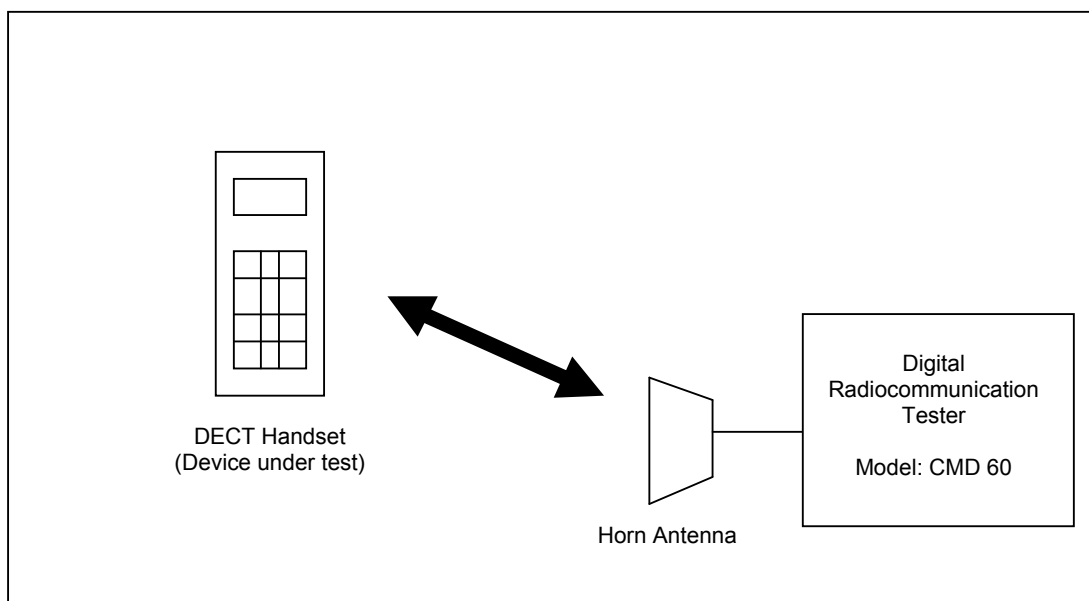 DECT Handset
(Device under test)
Horn Antenna
Digital
Radiocommunication
Tester
Model: CMD 60